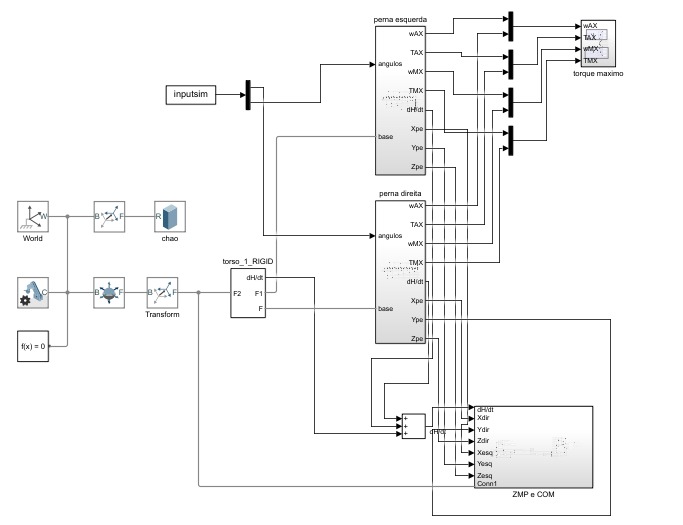 perna esquerda
wAX
TAX
angulos
wMX
TMX
dH/dt
Xpe
base
Ype
Zpe
wAX
TAX
wMX
TMX
torque maximo
inputsim
perna direita
wAX
TAX
angulos
wMX
TMX
dH/dt
Xpe
base
Ype
Zpe
W
World
B F
R
chao
torso_1_RIGID
dH/dt
F2 F1
F
C
B F
B F
Transform
f(x) = 0
+
+
+
dH/dt
dH/dt
Xdir
Ydir
Zdir
Xesq
Yesq
Zesq
Conn1
ZMP e COM